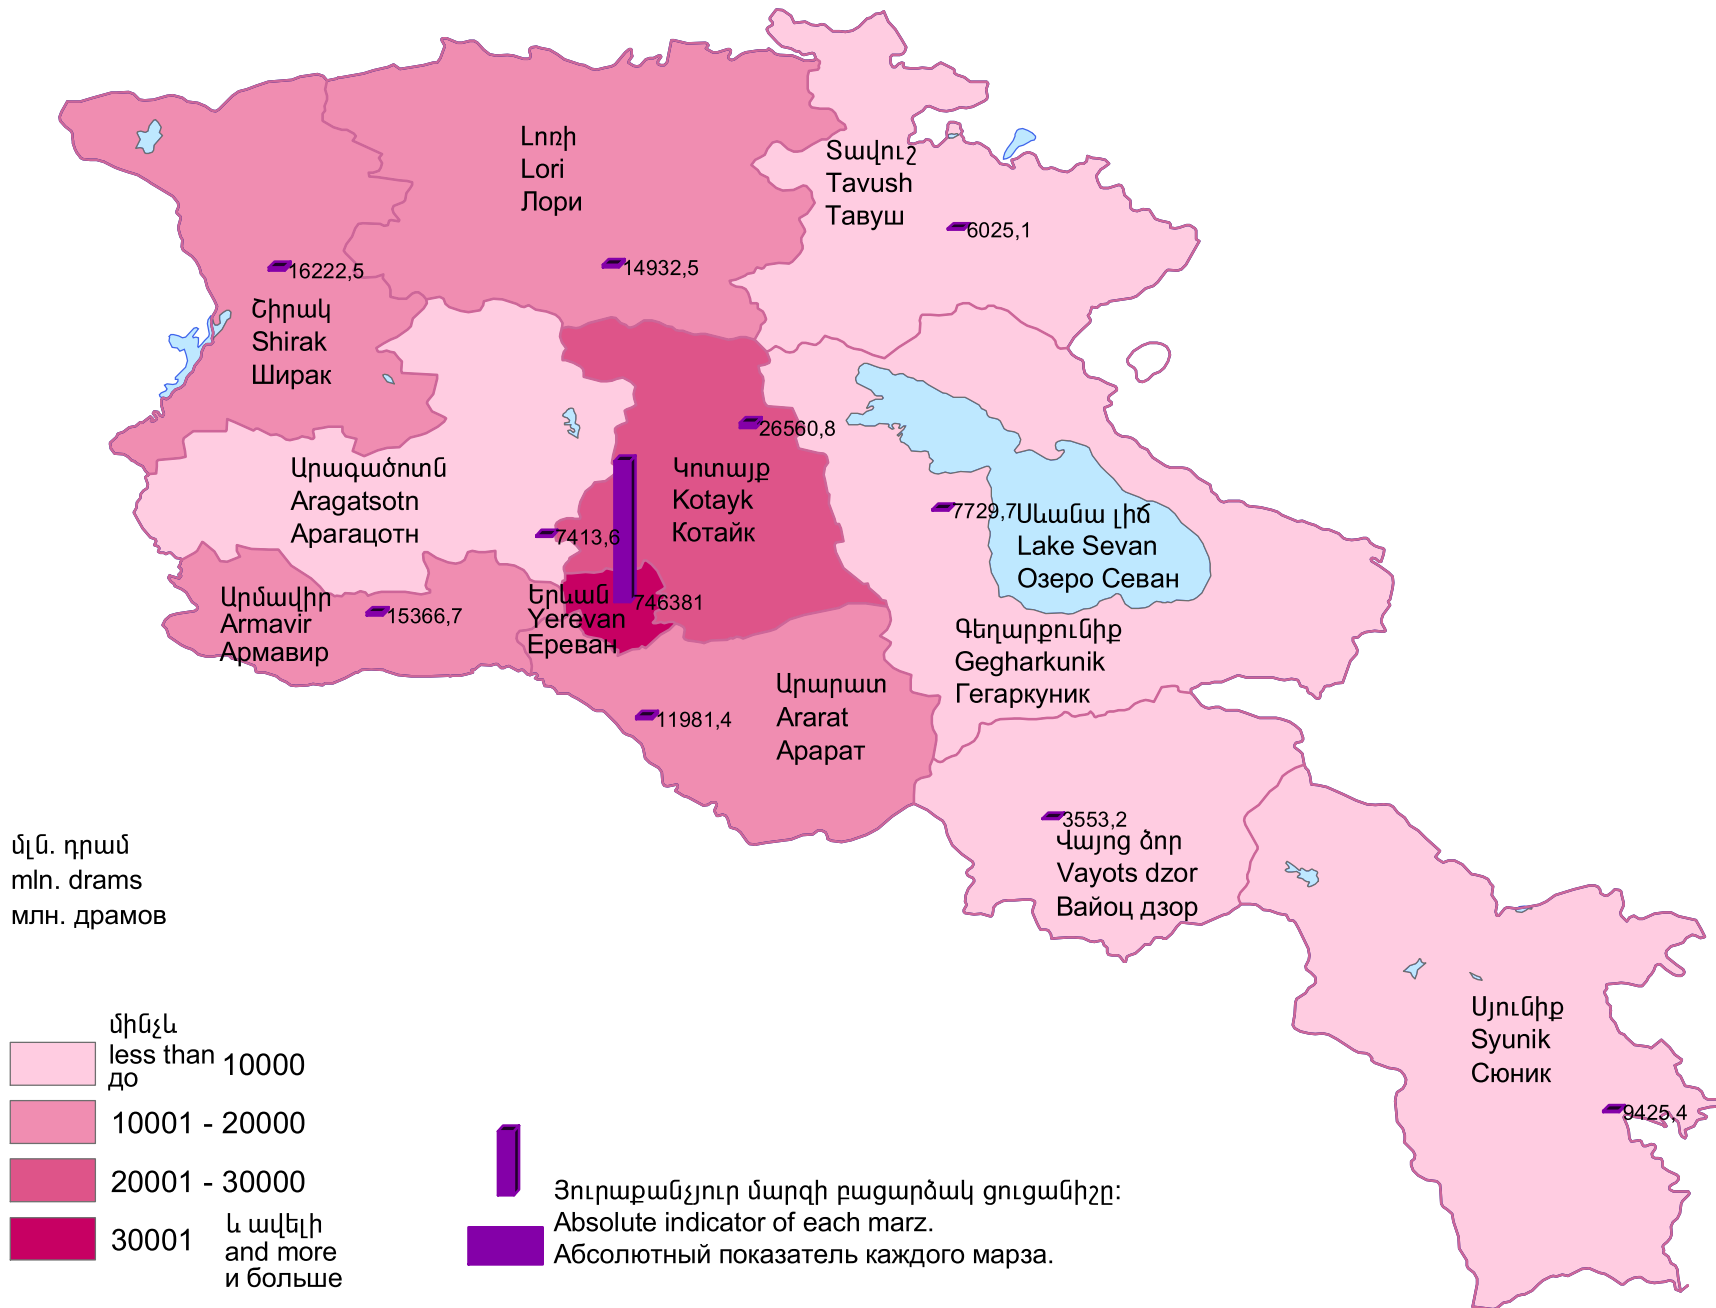 Լոռի
Lori
Лори
14932,5
Տավուշ
Tavush
Тавуш
6025,1
16222,5
Շիրակ
Shirak
Ширак
26560,8
Կոտայք
Kotayk
Котайк
Արագածոտն
Aragatsotn
Арагацотн
7413,6
7729,7
Սևանա լիճ
Lake Sevan
Озеро Севан
Արմավիր
Armavir
Армавир
15366,7
Երևան
Yerevan
Ереван
746381
Գեղարքունիք
Gegharkunik
Гегаркуник
Արարատ
Ararat
Арарат
11981,4
3553,2
Վայոց ձոր
Vayots dzor
Вайоц дзор
Սյունիք
Syunik
Сюник
9425,4
մլն. դրամ
mln. drams
млн. драмов
մինչև
less than 10000
до
10001 - 20000
20001 - 30000
30001
և ավելի
and more
и больше
Յուրաքանչյուր մարզի բացարձակ ցուցանիշը:
Absolute indicator of each marz.
Абсолютный показатель каждого марза.